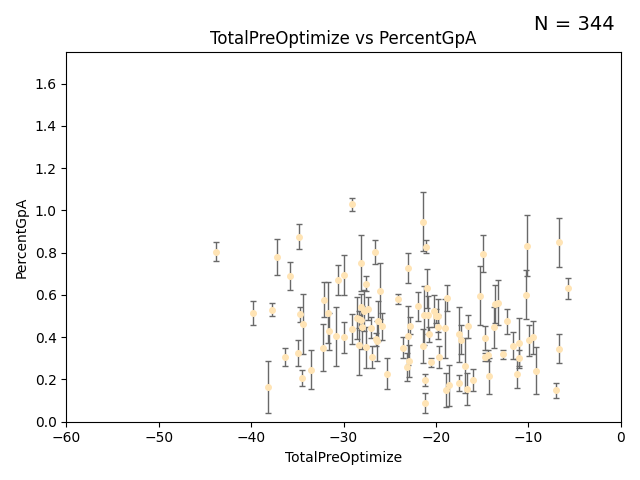 N = 344
TotalPreOptimize vs PercentGpA
1.6
1.4
1.2
1.0
0.8
0.6
0.4
0.2
0.0
PercentGpA
−60 −50 −40 −30 −20 −10 0
TotalPreOptimize